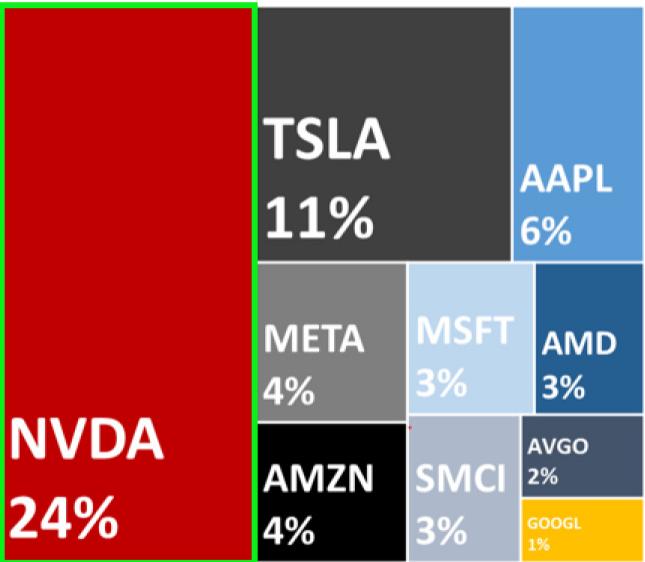 NVDA
24%
TSLA
11%
AAPL
6%
META
4%
MSFT
3%
AMD
3%
AMZN
4%
SMCI
3%
AVGO
2%
GOOGL
1%